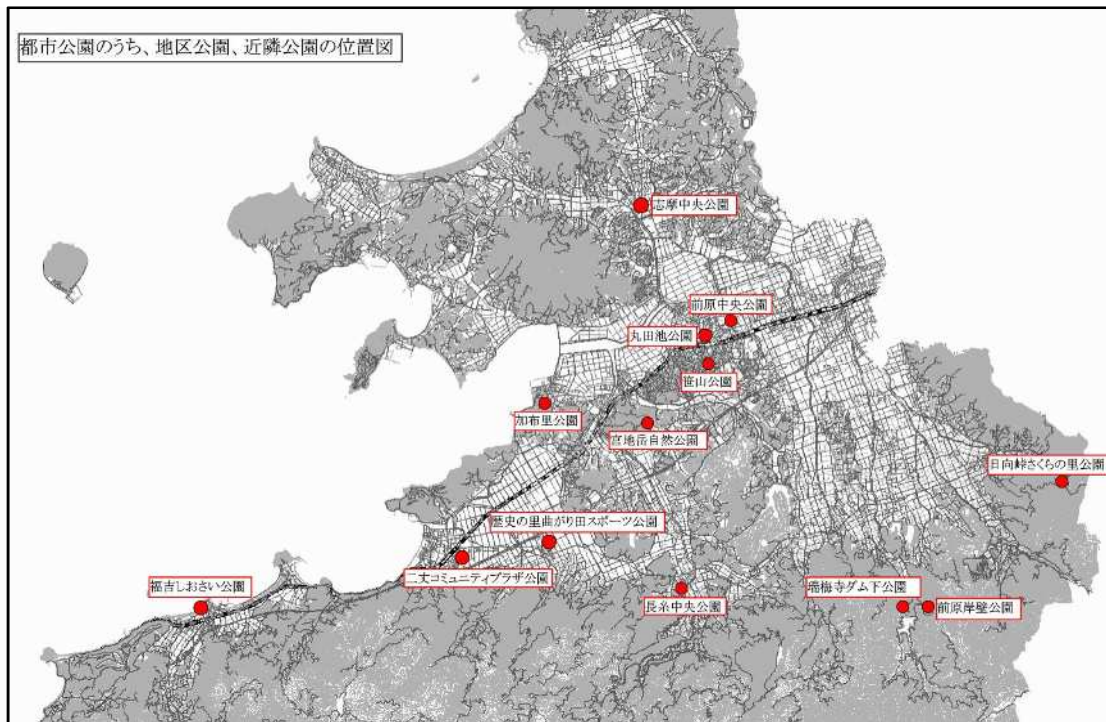 都市公園のうち、地区公園、近隣公園の位置図
志摩中央公園
前原中央公園
丸田池公園
笹山公園
加布里公園
宮地岳自然公園
日向峠さくらの里公園
歴史の里曲がり田スポーツ公園
二丈コミュニティプラザ公園
福吉しおさい公園
長糸中央公園
瑞梅寺ダム下公園
前原岸壁公園